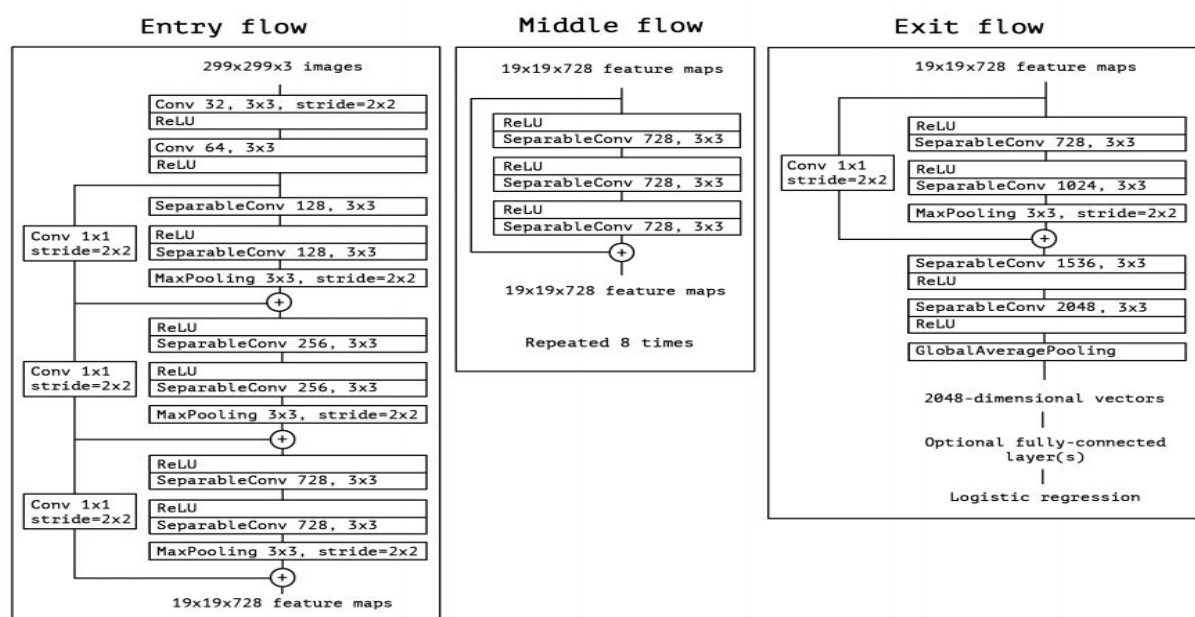 Entry flow
299x299x3 images
Conv 32, 3x3, stride=2x2
ReLU
Conv 64, 3x3
ReLU
SeparableConv 128, 3x3
Conv 1x1
stride=2x2
ReLU
SeparableConv 128, 3x3
MaxPooling 3x3, stride=2x2
+
ReLU
SeparableConv 256, 3x3
Conv 1x1
stride=2x2
ReLU
SeparableConv 256, 3x3
MaxPooling 3x3, stride=2x2
+
ReLU
SeparableConv 728, 3x3
Conv 1x1
stride=2x2
ReLU
SeparableConv 728, 3x3
MaxPooling 3x3, stride=2x2
+
19x19x728 feature maps
Middle flow
19x19x728 feature maps
ReLU
SeparableConv 728, 3x3
ReLU
SeparableConv 728, 3x3
ReLU
SeparableConv 728, 3x3
+
19x19x728 feature maps
Repeated 8 times
Exit flow
19x19x728 feature maps
ReLU
SeparableConv 728, 3x3
Conv 1x1
stride=2x2
ReLU
SeparableConv 1024, 3x3
MaxPooling 3x3, stride=2x2
+
SeparableConv 1536, 3x3
ReLU
SeparableConv 2048, 3x3
ReLU
GlobalAveragePooling
2048-dimensional vectors
Optional fully-connected
layer(s)
Logistic regression